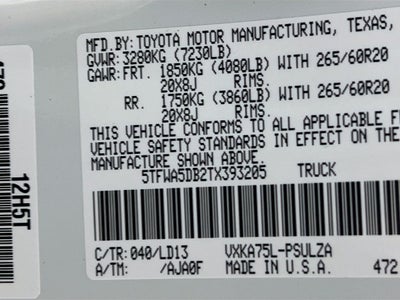 MFD.BY: TOYOTA MOTOR MANUFACTURING, TEXAS,
GVWR: 3280KG (7230LB)
GAWR: FRT. 1850KG (4080LB) WITH 265/60R20
20x8J RIMS.
RR. 1750KG (3860LB) WITH 265/60R20
20x8J RIMS.
THIS VEHICLE CONFORMS TO ALL APPLICABLE
VEHICLE SAFETY STANDARDS IN EFFECT ON THE
MANUFACTURE SHOWN ABOVE.
5TFWA5DB2TX393205 TRUCK
C/TR: 040/LD13 VXKA75L-PSULZA
A/TM: /AJA0F MADE IN U.S.A. 472
12H5T